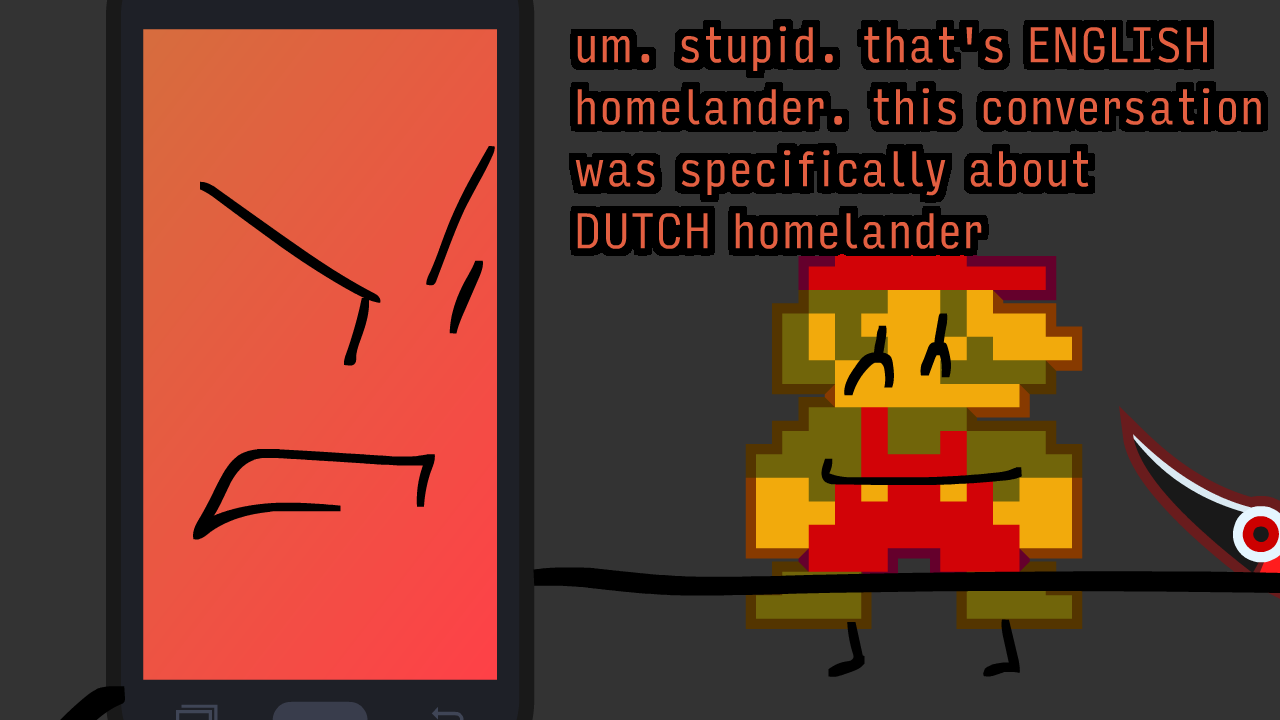 um. stupid. that's ENGLISH
homelander. this conversation
was specifically about
DUTCH homelander